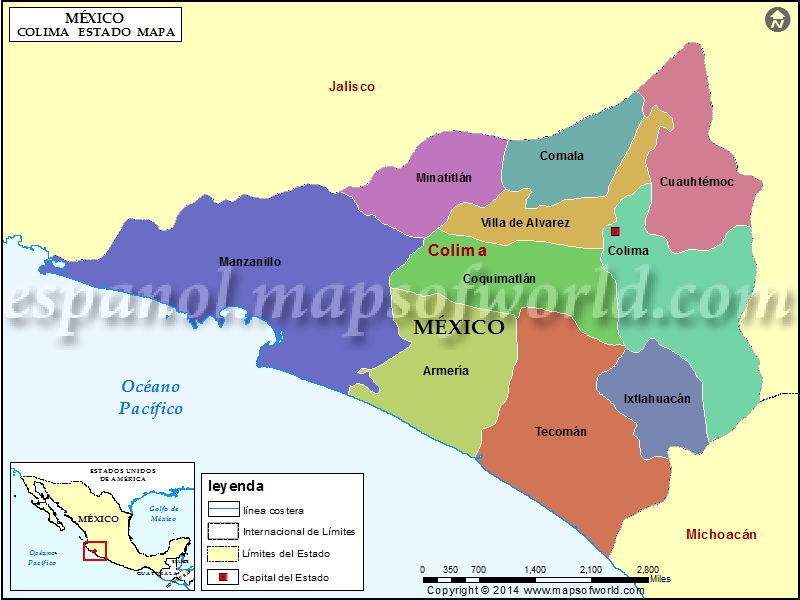 MÉXICO
COLIMA ESTADO MAPA
N
Jalisco
Comala
Minatitlán
Cuauhtémoc
Villa de Alvarez
Colima
Colima
Manzanillo
Coquimatlán
espanol.mapsofworld.com
MÉXICO
Armería
Océano
Pacífico
Ixtlahuacán
Tecomán
Michoacán
ESTADOS UNIDOS
DE AMÉRICA
Golfo de
México
MÉXICO
Océano
Pacífico
GUATEMALA
leyenda
línea costera
Internacional de Límites
Límites del Estado
Capital del Estado
0 350 700 1,400 2,100 2,800
Miles
Copyright © 2014 www.mapsofworld.com